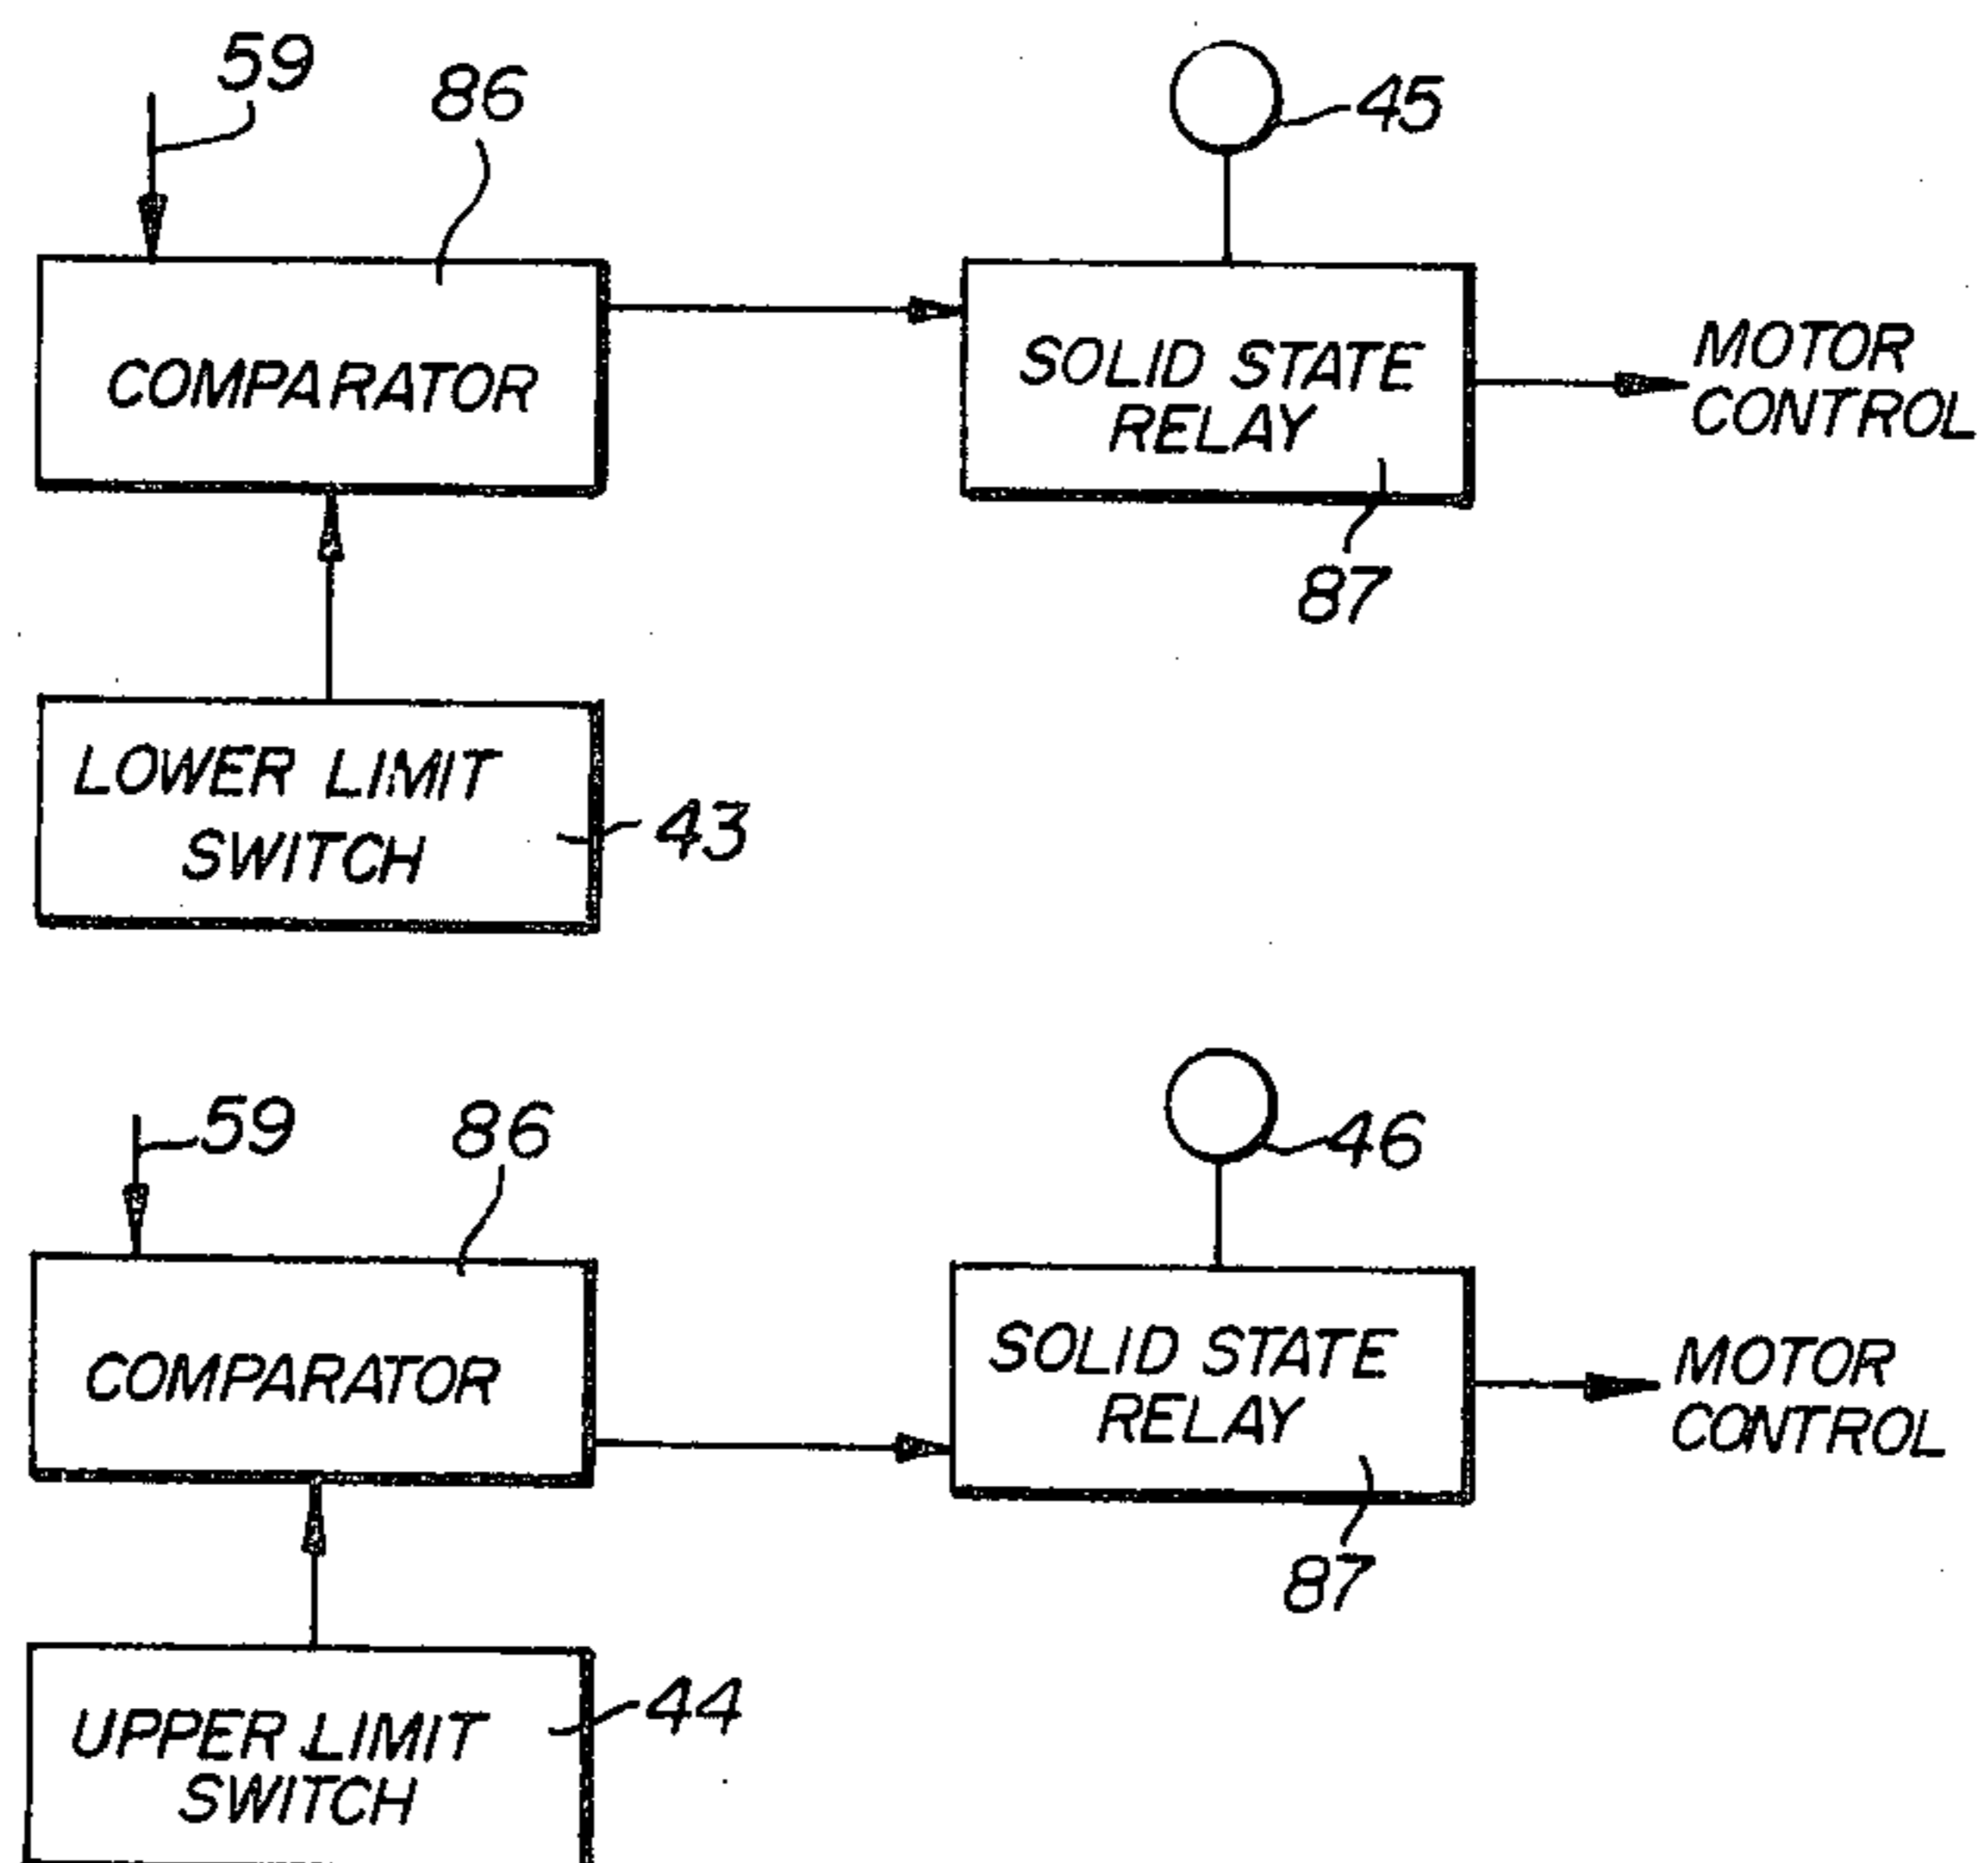 59
86
45
COMPARATOR
SOLID STATE
RELAY
MOTOR
CONTROL
87
LOWER LIMIT
SWITCH
43
59
86
46
COMPARATOR
SOLID STATE
RELAY
MOTOR
CONTROL
87
UPPER LIMIT
SWITCH
44